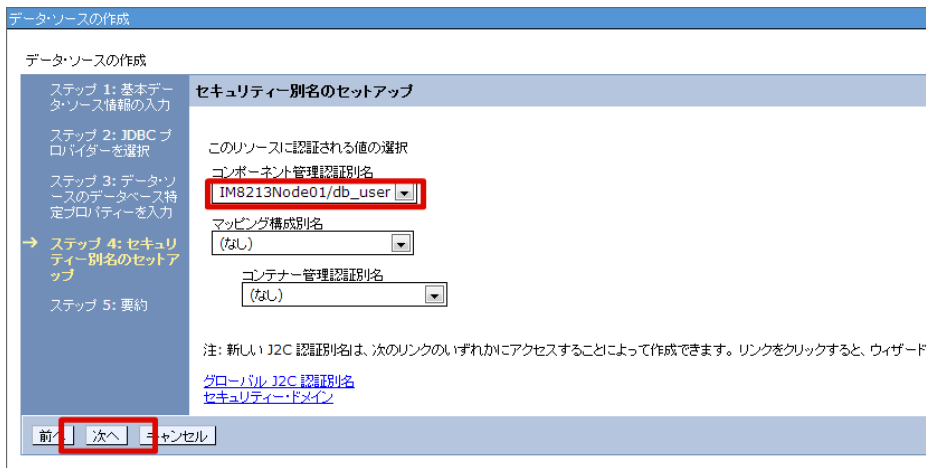 データ・ソースの作成
データ・ソースの作成
ステップ 1: 基本デー
タ・ソース情報の入力
ステップ 2: JDBC プ
ロバイダーを選択
ステップ 3: データ・ソ
ースのデータベース特
定プロパティーを入力
→ ステップ 4: セキュリ
ティー別名のセットア
ップ
ステップ 5: 要約
セキュリティー別名のセットアップ
このリソースに認証される値の選択
コンポーネント管理認証別名
IM8213Node01/db_user
マッピング構成別名
(なし)
コンテナー管理認証別名
(なし)
注: 新しい J2C 認証別名は、次のリンクのいずれかにアクセスすることによって作成できます。リンクをクリックすると、ウィザード
グローバル J2C 認証別名
セキュリティー・ドメイン
前へ 次へ キャンセル